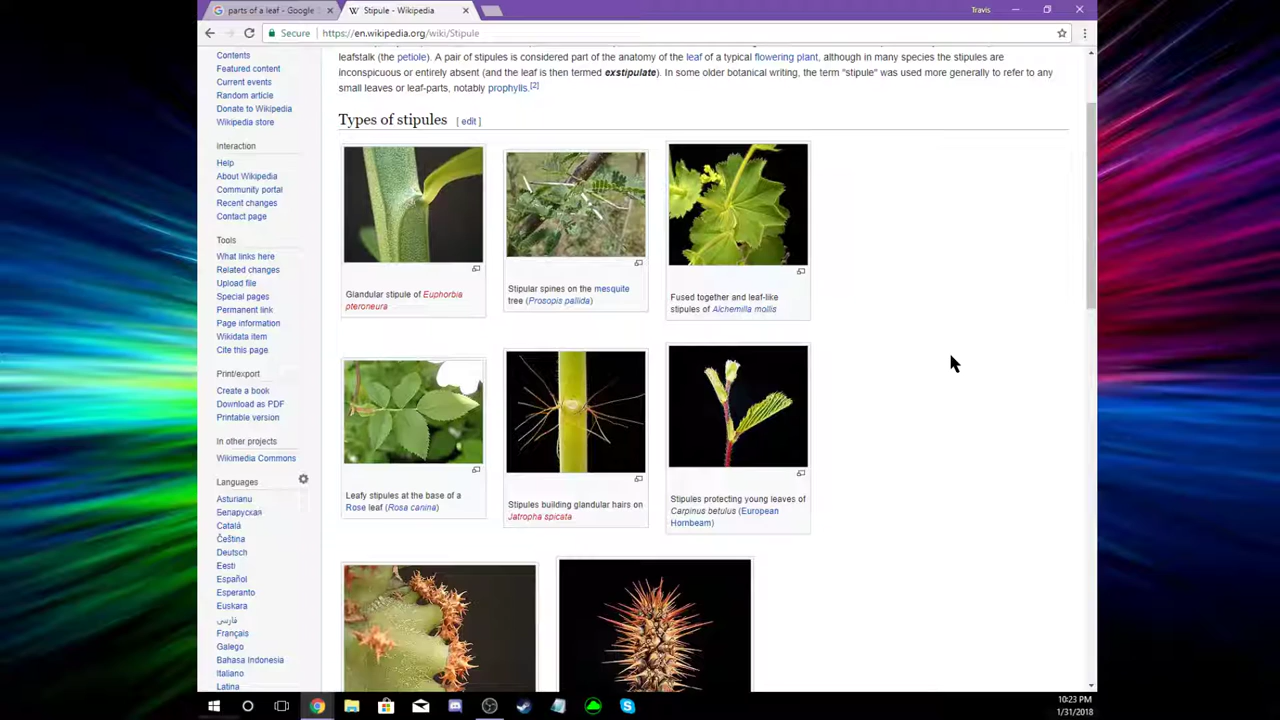 parts of a leaf - Google S
Stipule - Wikipedia
Travis
Secure
https://en.wikipedia.org/wiki/Stipule
Contents
Featured content
Current events
Random article
Donate to Wikipedia
Wikipedia store
Interaction
Help
About Wikipedia
Community portal
Recent changes
Contact page
Tools
What links here
Related changes
Upload file
Special pages
Permanent link
Page information
Wikidata item
Cite this page
Print/export
Create a book
Download as PDF
Printable version
In other projects
Wikimedia Commons
Languages
Asturianu
Беларуская
Català
Čeština
Deutsch
Eesti
Español
Esperanto
Euskara
فارسی
Français
Galego
Bahasa Indonesia
Italiano
Latina
leafstalk (the petiole). A pair of stipules is considered part of the anatomy of the leaf of a typical flowering plant, although in many species the stipules are
inconspicuous or entirely absent (and the leaf is then termed exstipulate). In some older botanical writing, the term "stipule" was used more generally to refer to any
small leaves or leaf-parts, notably prophylls.[2]
Types of stipules [ edit ]
Glandular stipule of Euphorbia
pteroneura
Stipular spines on the mesquite
tree (Prosopis pallida)
Fused together and leaf-like
stipules of Alchemilla mollis
Leafy stipules at the base of a
Rose leaf (Rosa canina)
Stipules building glandular hairs on
Jatropha spicata
Stipules protecting young leaves of
Carpinus betulus (European
Hornbeam)
10:23 PM
1/31/2018